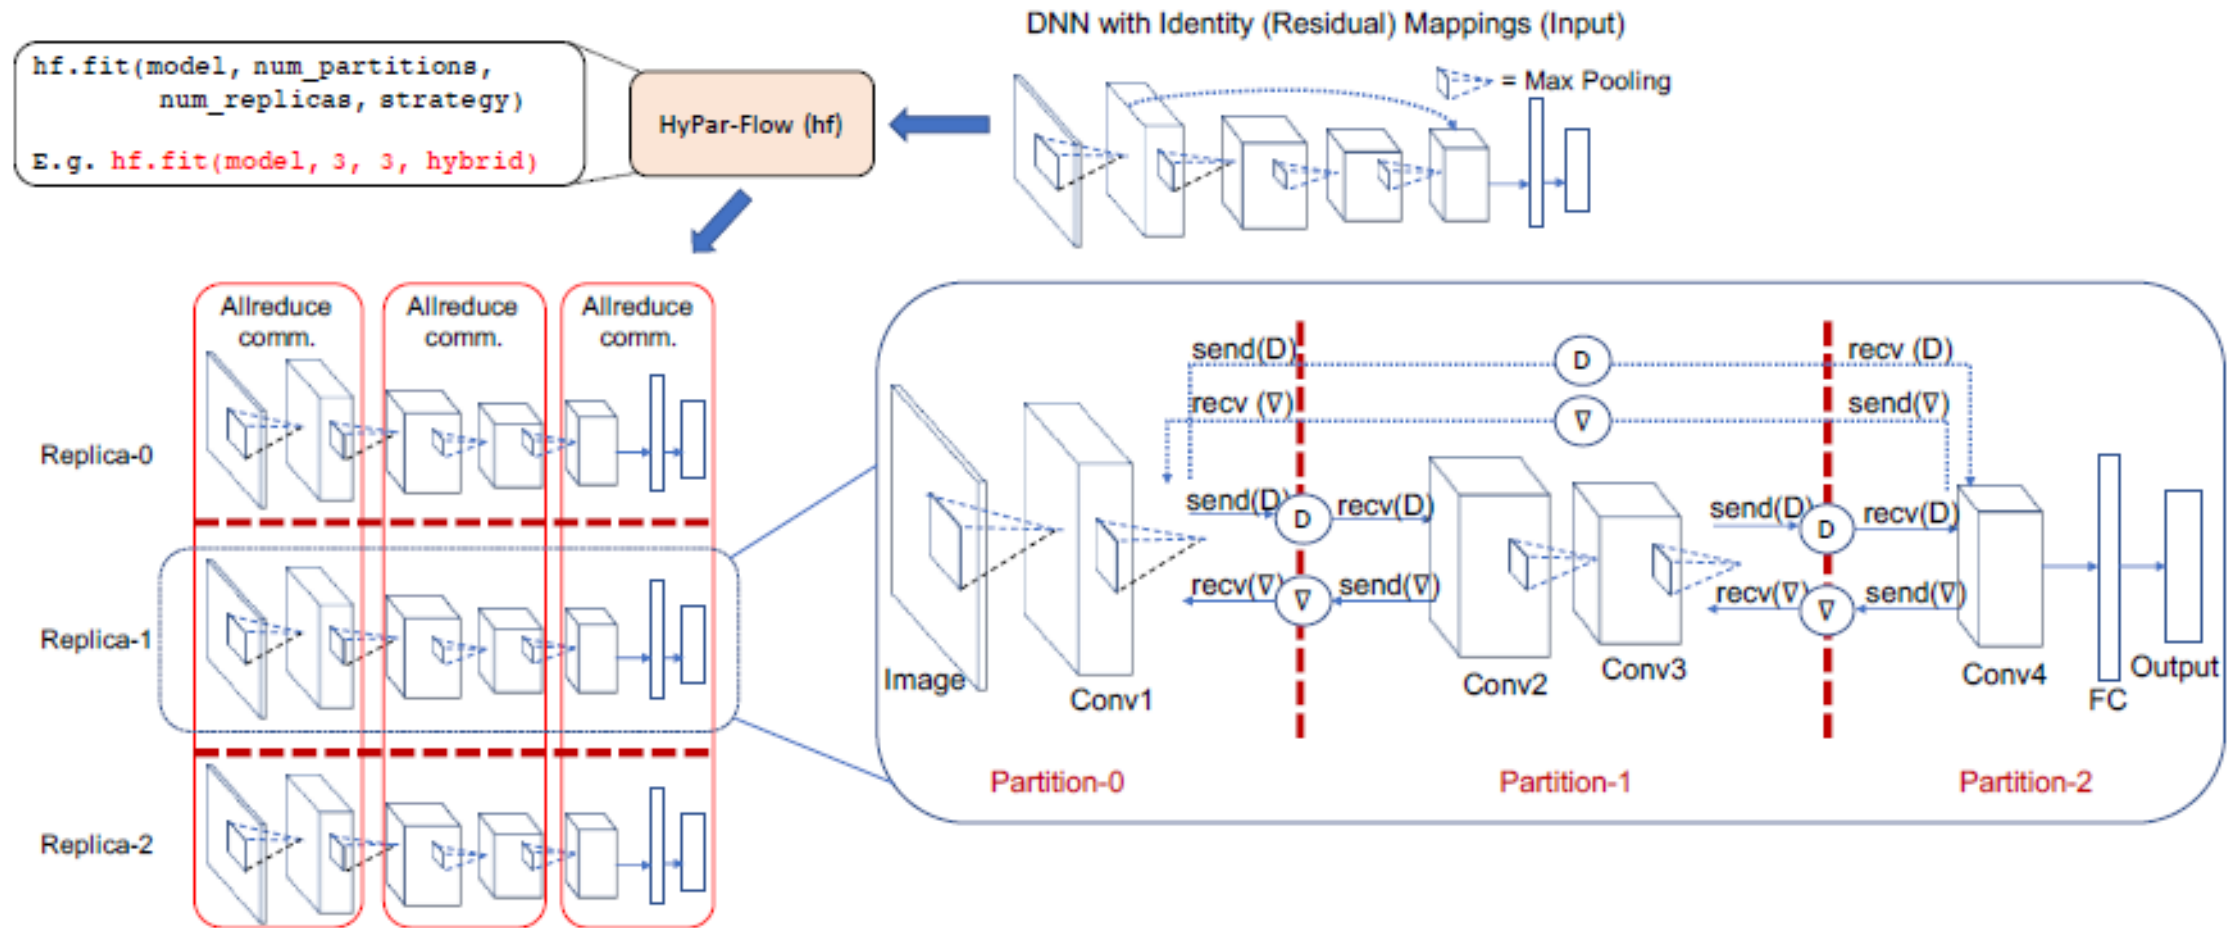 DNN with Identity (Residual) Mappings (Input)
hf.fit(model, num_partitions,
num_replicas, strategy)
E.g. hf.fit(model, 3, 3, hybrid)
HyPar-Flow (hf)
= Max Pooling
Allreduce
comm.
Allreduce
comm.
Allreduce
comm.
Replica-0
Replica-1
Replica-2
send(D)
D
recv (D)
recv (∇)
∇
send(∇)
send(D)
D
recv(D)
send(D)
D
recv(D)
recv(∇)
∇
send(∇)
recv(∇)
∇
send(∇)
Image
Conv1
Conv2
Conv3
Conv4
FC
Output
Partition-0
Partition-1
Partition-2